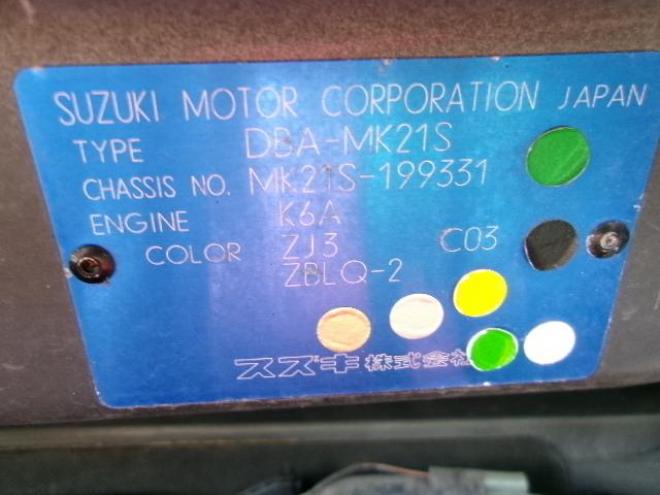 SUZUKI MOTOR CORPORATION JAPAN
TYPE DBA-MK21S
CHASSIS NO. MK21S-199331
ENGINE K6A
COLOR ZJ3 C03
ZBLQ-2
スズキ株式会社